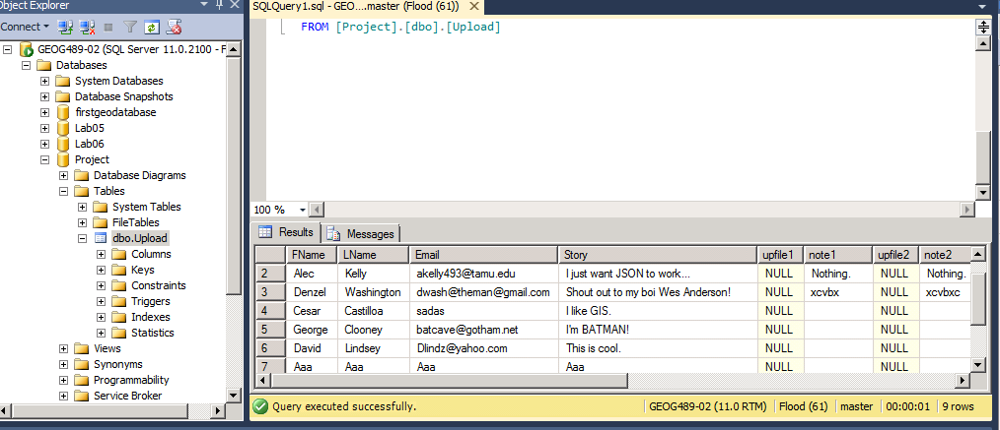 Object Explorer
Connect
GEOG489-02 (SQL Server 11.0.2100 - F
Databases
System Databases
Database Snapshots
firstgeodatabase
Lab05
Lab06
Project
Database Diagrams
Tables
System Tables
FileTables
dbo.Upload
Columns
Keys
Constraints
Triggers
Indexes
Statistics
Views
Synonyms
Programmability
Service Broker
SQLQuery1.sql - GEO....master (Flood (61))
FROM [Project].[dbo].[Upload]
100 %
Results Messages
FName LName Email Story upfile1 note1 upfile2 note2
2 Alec Kelly akelly493@tamu.edu I just want JSON to work... NULL Nothing. NULL Nothing.
3 Denzel Washington dwash@theman@gmail.com Shout out to my boi Wes Anderson! NULL xcvbx NULL xcvbxc
4 Cesar Castilloa sadas I like GIS. NULL NULL
5 George Clooney batcave@gotham.net I'm BATMAN! NULL NULL
6 David Lindsey Dlindz@yahoo.com This is cool. NULL NULL
7 Aaa Aaa Aaa Aaa NULL NULL
Query executed successfully. GEOG489-02 (11.0 RTM) Flood (61) master 00:00:01 9 rows